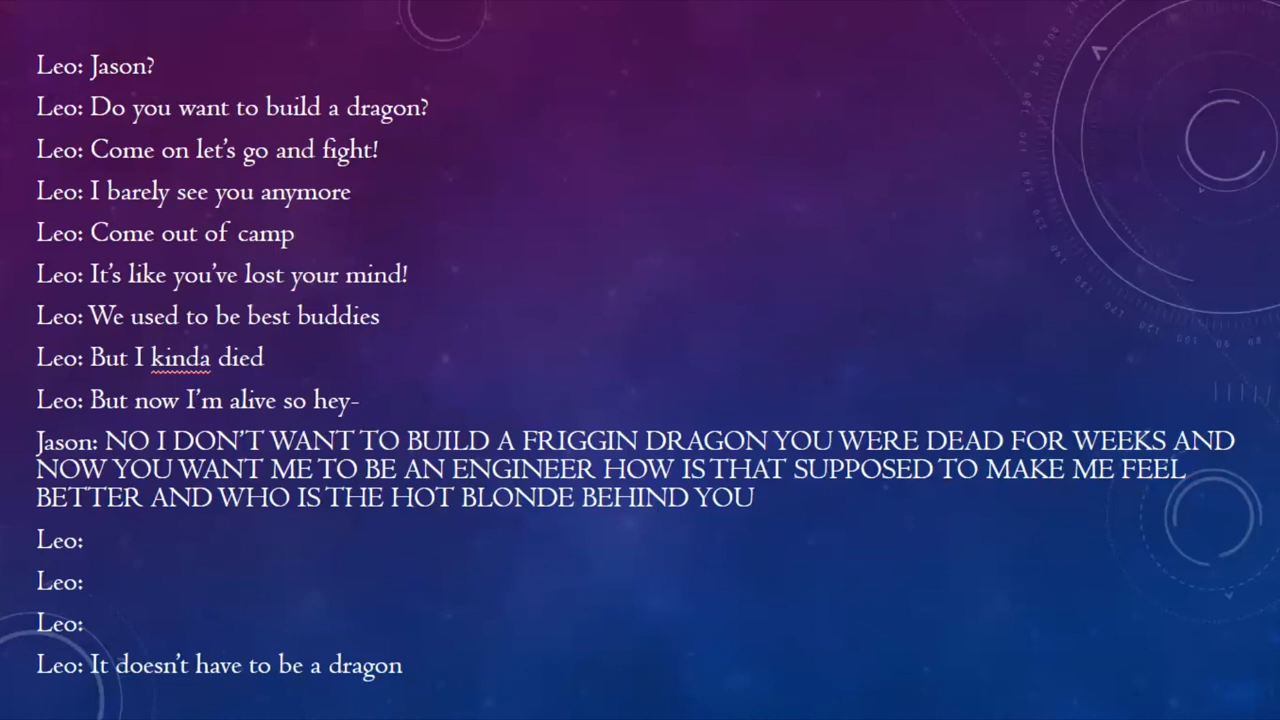 Leo: Jason?
Leo: Do you want to build a dragon?
Leo: Come on let's go and fight!
Leo: I barely see you anymore
Leo: Come out of camp
Leo: It's like you've lost your mind!
Leo: We used to be best buddies
Leo: But I kinda died
Leo: But now I'm alive so hey-
Jason: NO I DON'T WANT TO BUILD A FRIGGIN DRAGON YOU WERE DEAD FOR WEEKS AND
NOW YOU WANT ME TO BE AN ENGINEER HOW IS THAT SUPPOSED TO MAKE ME FEEL
BETTER AND WHO IS THE HOT BLONDE BEHIND YOU
Leo:
Leo:
Leo:
Leo: It doesn't have to be a dragon